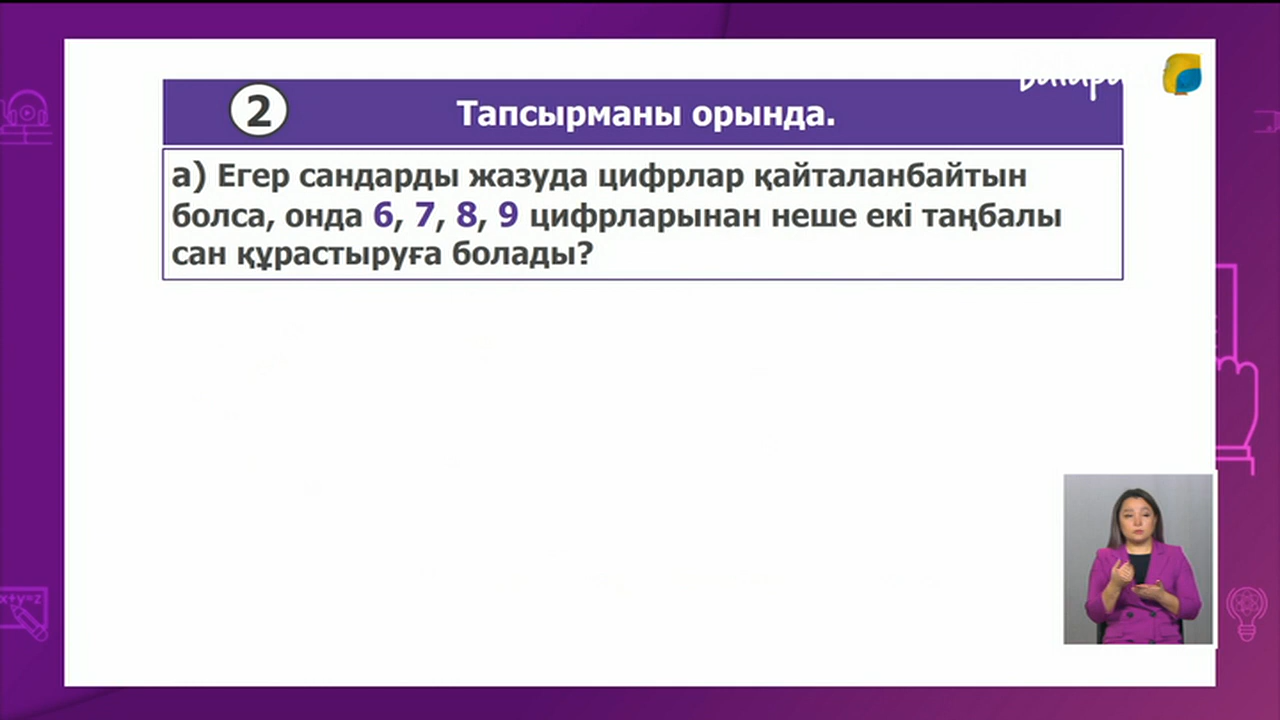 2
Тапсырманы орында.
а) Егер сандарды жазуда цифрлар қайталанбайтын
болса, онда 6, 7, 8, 9 цифрларынан неше екі таңбалы
сан құрастыруға болады?
x+y=z